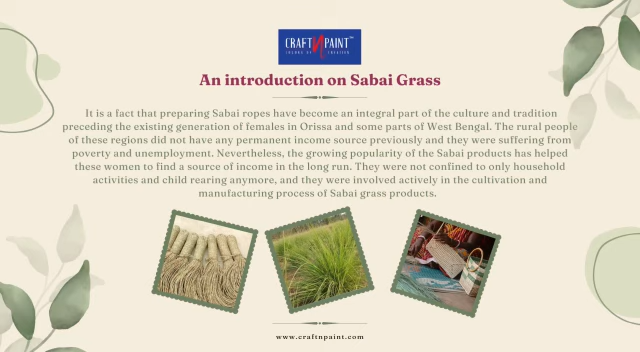 CRAFT N PAINT™
COLORS OF CREATION
An introduction on Sabai Grass
It is a fact that preparing Sabai ropes have become an integral part of the culture and tradition
preceding the existing generation of females in Orissa and some parts of West Bengal. The rural people
of these regions did not have any permanent income source previously and they were suffering from
poverty and unemployment. Nevertheless, the growing popularity of the Sabai products has helped
these women to find a source of income in the long run. They were not confined to only household
activities and child rearing anymore, and they were involved actively in the cultivation and
manufacturing process of Sabai grass products.
www.craftnpaint.com